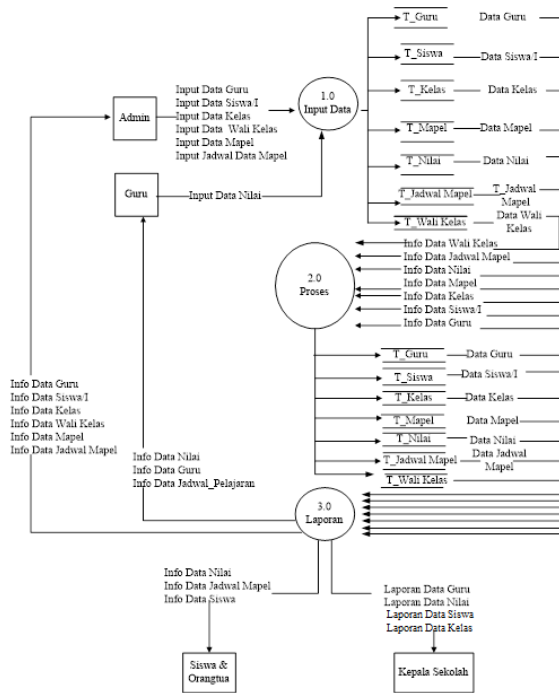 T_Guru Data Guru
T_Siswa Data Siswa/I
T_Kelas Data Kelas
T_Mapel Data Mapel
T_Nilai Data Nilai
T_Jadwal Mapel T_Jadwal
Mapel
T_Wali Kelas Data Wali
Kelas
1.0
Input Data
Admin
Input Data Guru
Input Data Siswa/I
Input Data Kelas
Input Data Wali Kelas
Input Data Mapel
Input Jadwal Data Mapel
Guru
Input Data Nilai
2.0
Proses
Info Data Wali Kelas
Info Data Jadwal Mapel
Info Data Nilai
Info Data Mapel
Info Data Kelas
Info Data Siswa/I
Info Data Guru
T_Guru Data Guru
T_Siswa Data Siswa/I
T_Kelas Data Kelas
T_Mapel Data Mapel
T_Nilai Data Nilai
T_Jadwal Mapel Data Jadwal
Mapel
T_Wali Kelas
Info Data Guru
Info Data Siswa/I
Info Data Kelas
Info Data Wali Kelas
Info Data Mapel
Info Data Jadwal Mapel
Info Data Nilai
Info Data Guru
Info Data Jadwal_Pelajaran
3.0
Laporan
Info Data Nilai
Info Data Jadwal Mapel
Info Data Siswa
Laporan Data Guru
Laporan Data Nilai
Laporan Data Siswa
Laporan Data Kelas
Siswa &
Orangtua
Kepala Sekolah